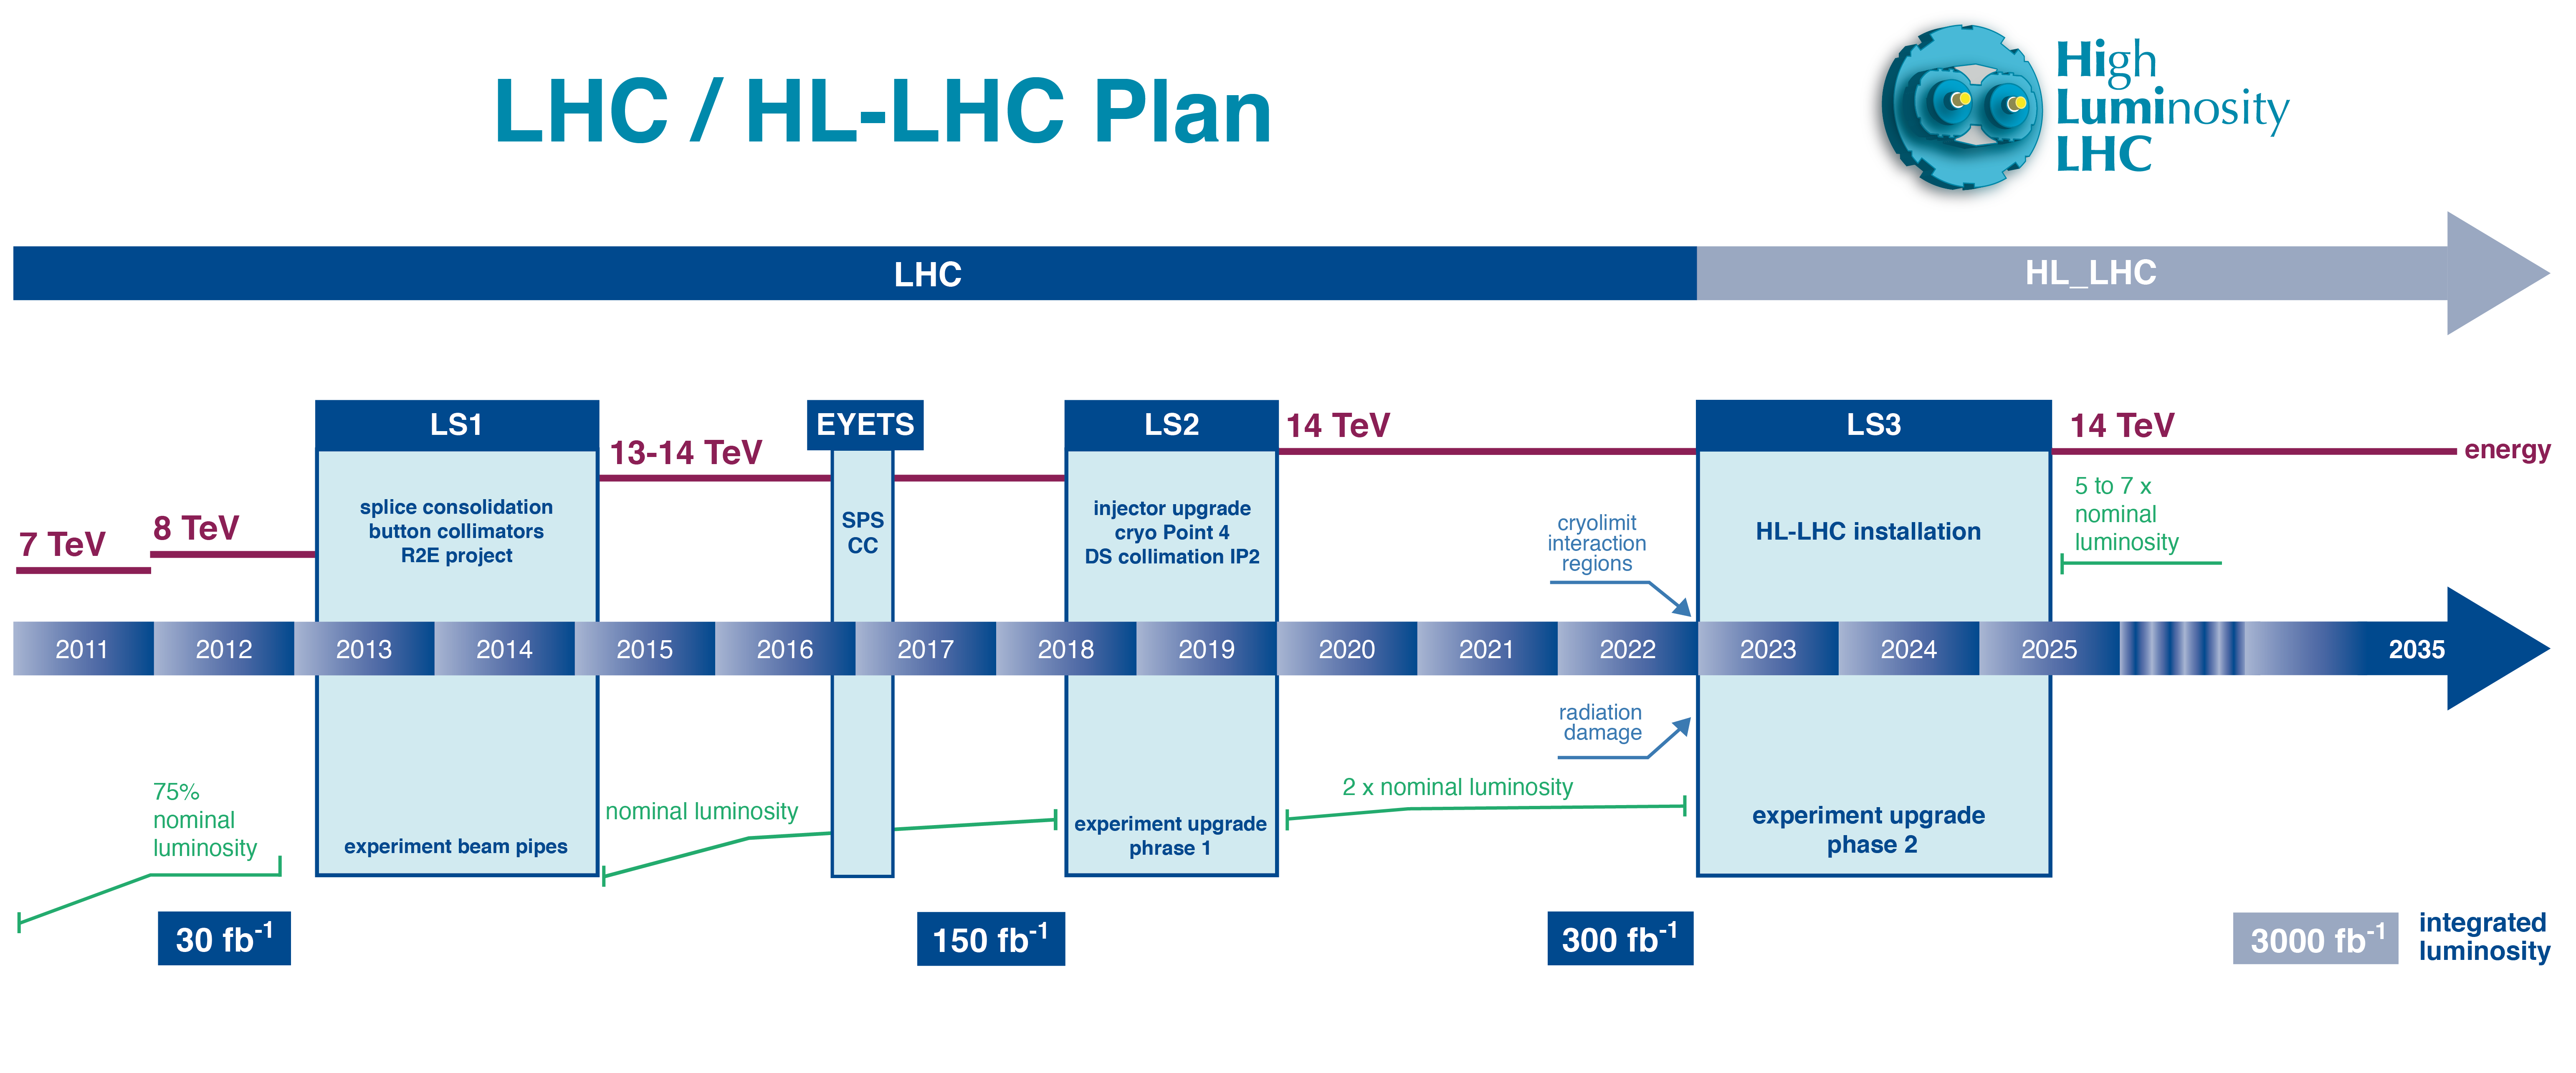 LHC / HL-LHC Plan
High
Luminosity
LHC
LHC
HL_LHC
LS1
EYETS
LS2
LS3
7 TeV
8 TeV
13-14 TeV
14 TeV
14 TeV
energy
splice consolidation
button collimators
R2E project
SPS
CC
injector upgrade
cryo Point 4
DS collimation IP2
cryolimit
interaction
regions
HL-LHC installation
5 to 7 x
nominal
luminosity
2011 2012 2013 2014 2015 2016 2017 2018 2019 2020 2021 2022 2023 2024 2025 2035
radiation
damage
75%
nominal
luminosity
experiment beam pipes
nominal luminosity
experiment upgrade
phrase 1
2 x nominal luminosity
experiment upgrade
phase 2
30 fb-1
150 fb-1
300 fb-1
3000 fb-1
integrated
luminosity